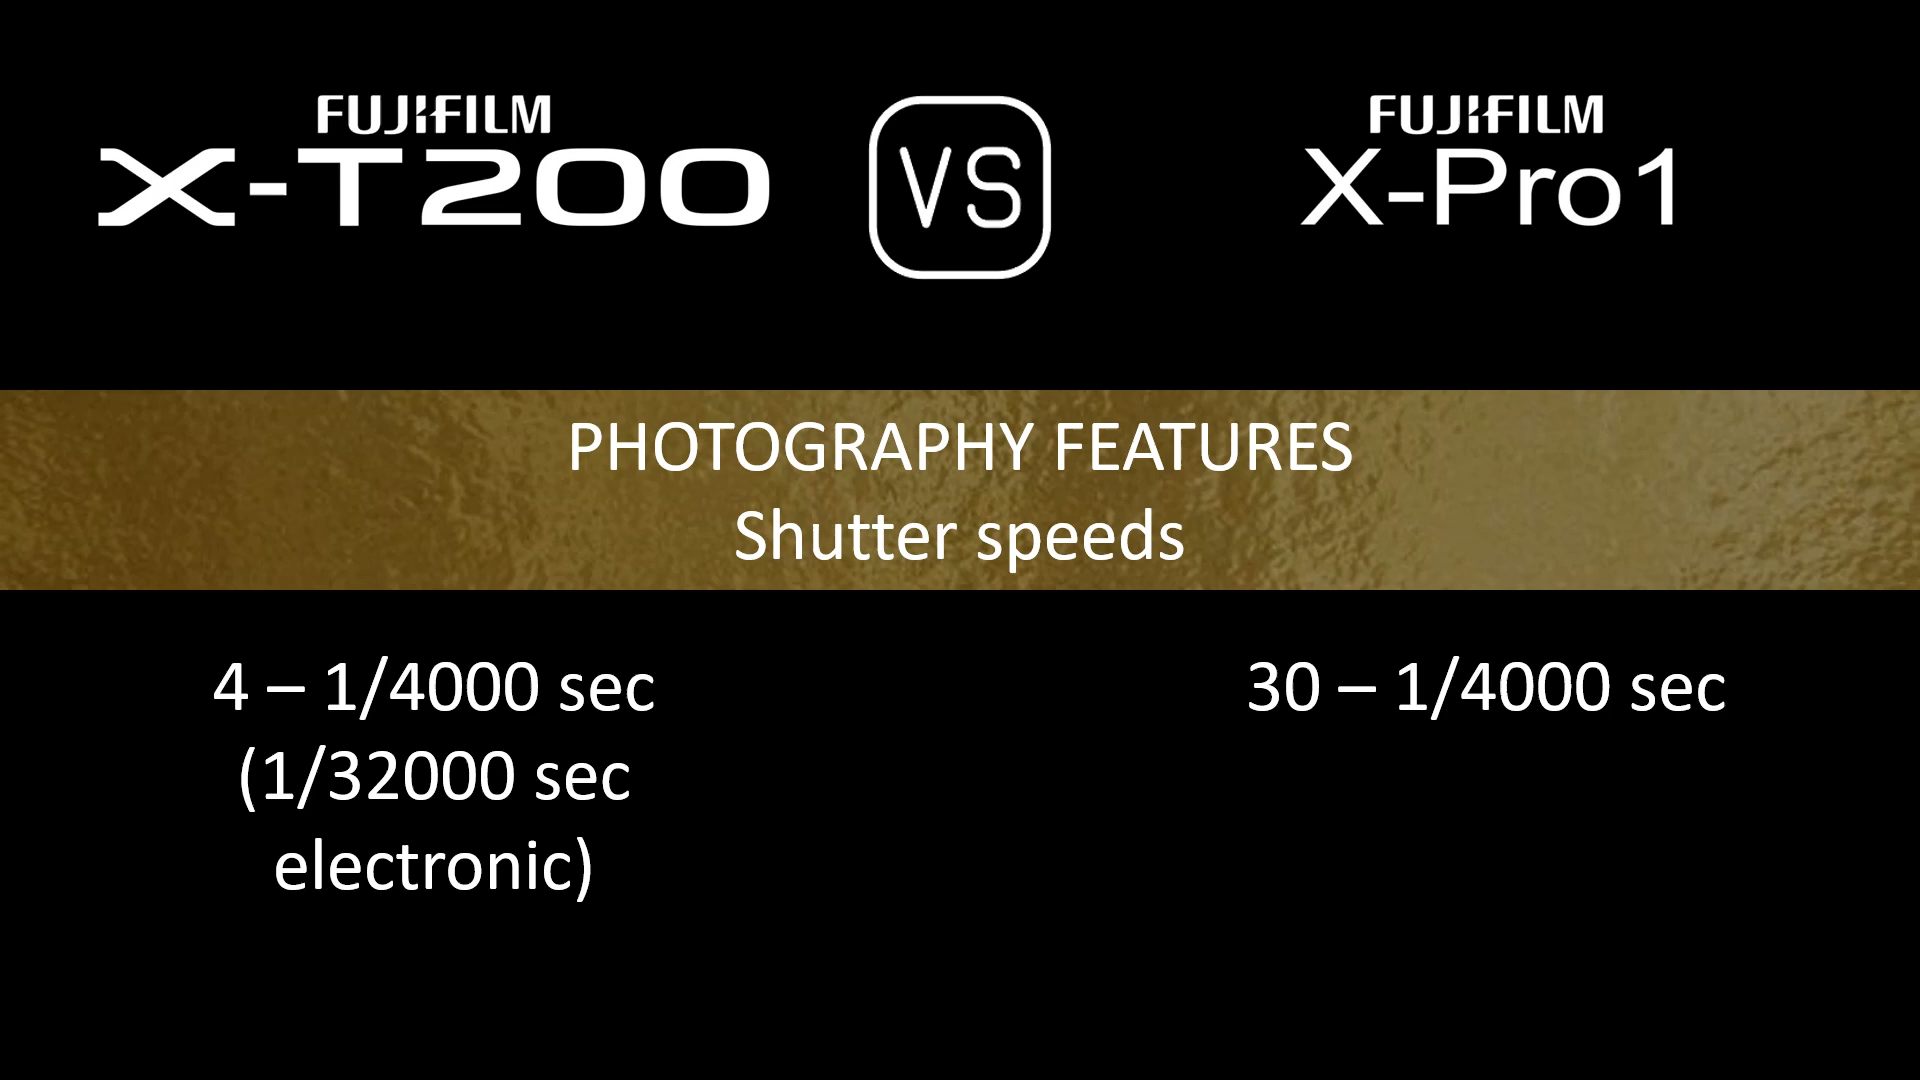 FUJIFILM
X-T200
VS
FUJIFILM
X-Pro1
PHOTOGRAPHY FEATURES
Shutter speeds
4 – 1/4000 sec
(1/32000 sec
electronic)
30 – 1/4000 sec